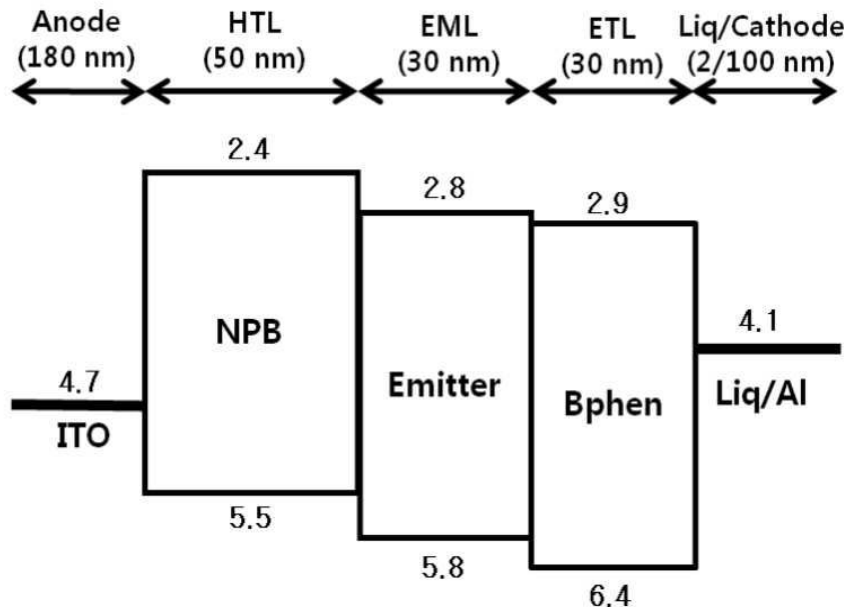 Anode HTL EML ETL Liq/Cathode
(180 nm) (50 nm) (30 nm) (30 nm) (2/100 nm)
2.4
2.8
2.9
4.1
NPB
4.7
Emitter
Bphen
Liq/Al
ITO
5.5
5.8
6.4